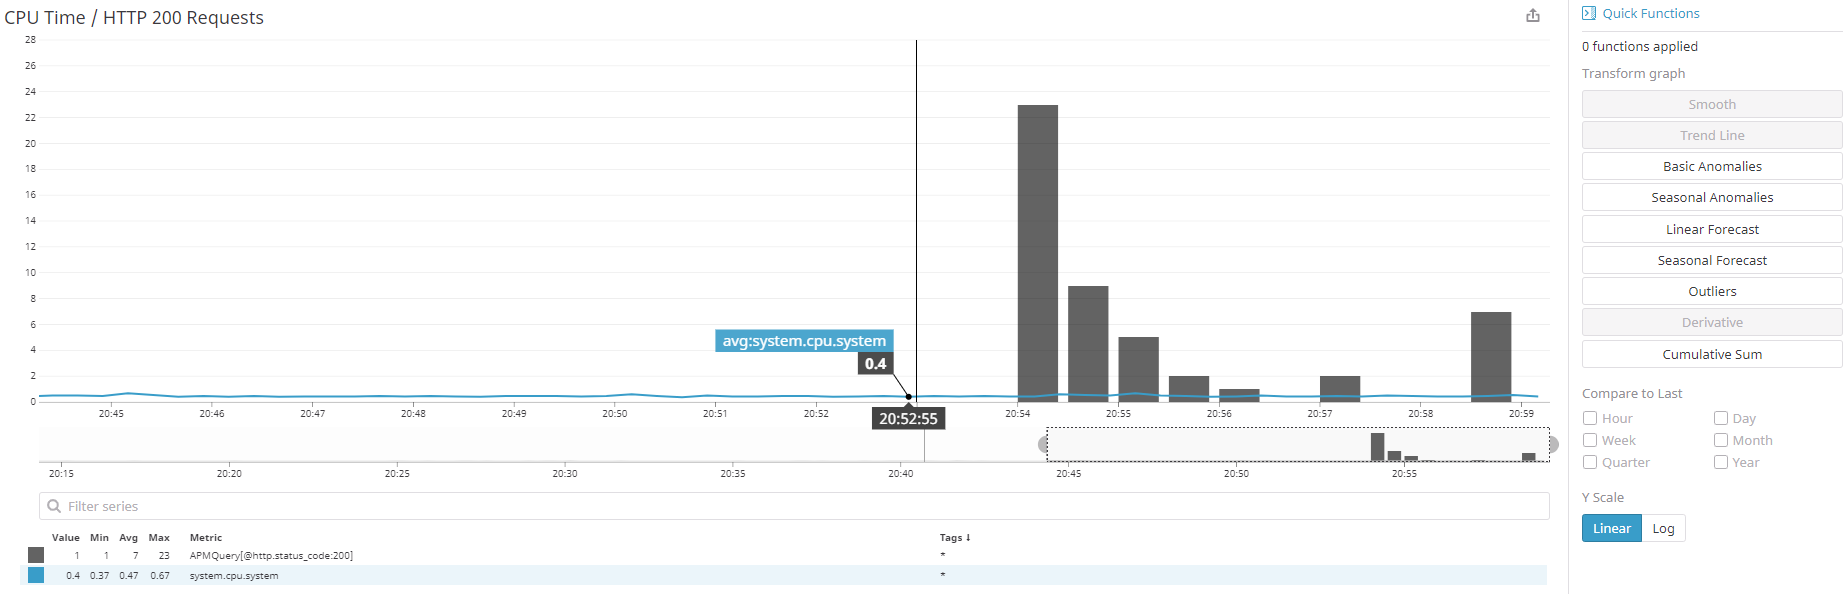 CPU Time / HTTP 200 Requests
28
26
24
22
20
18
16
14
12
10
8
6
4
2
0
avg:system.cpu.system
0.4
20:45 20:46 20:47 20:48 20:49 20:50 20:51 20:52 20:54 20:55 20:56 20:57 20:58 20:59
20:52:55
20:15 20:20 20:25 20:30 20:35 20:40 20:45 20:50 20:55
Filter series
Value Min Avg Max Metric Tags ↓
1 1 7 23 APMQuery[@http.status_code:200] *
0.4 0.37 0.47 0.67 system.cpu.system *
Quick Functions
0 functions applied
Transform graph
Smooth
Trend Line
Basic Anomalies
Seasonal Anomalies
Linear Forecast
Seasonal Forecast
Outliers
Derivative
Cumulative Sum
Compare to Last
Hour Day
Week Month
Quarter Year
Y Scale
Linear Log